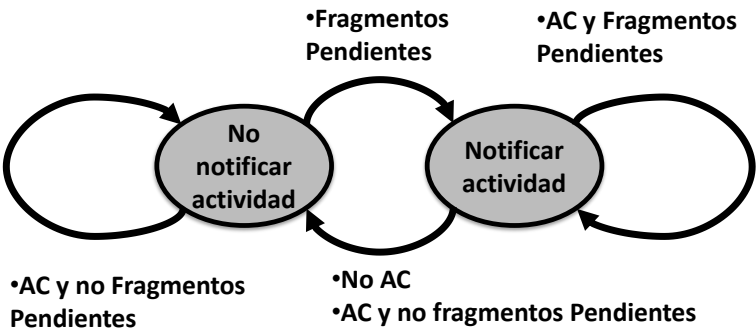 •Fragmentos
Pendientes
•AC y Fragmentos
Pendientes
No
notificar
actividad
Notificar
actividad
•AC y no Fragmentos
Pendientes
•No AC
•AC y no fragmentos Pendientes